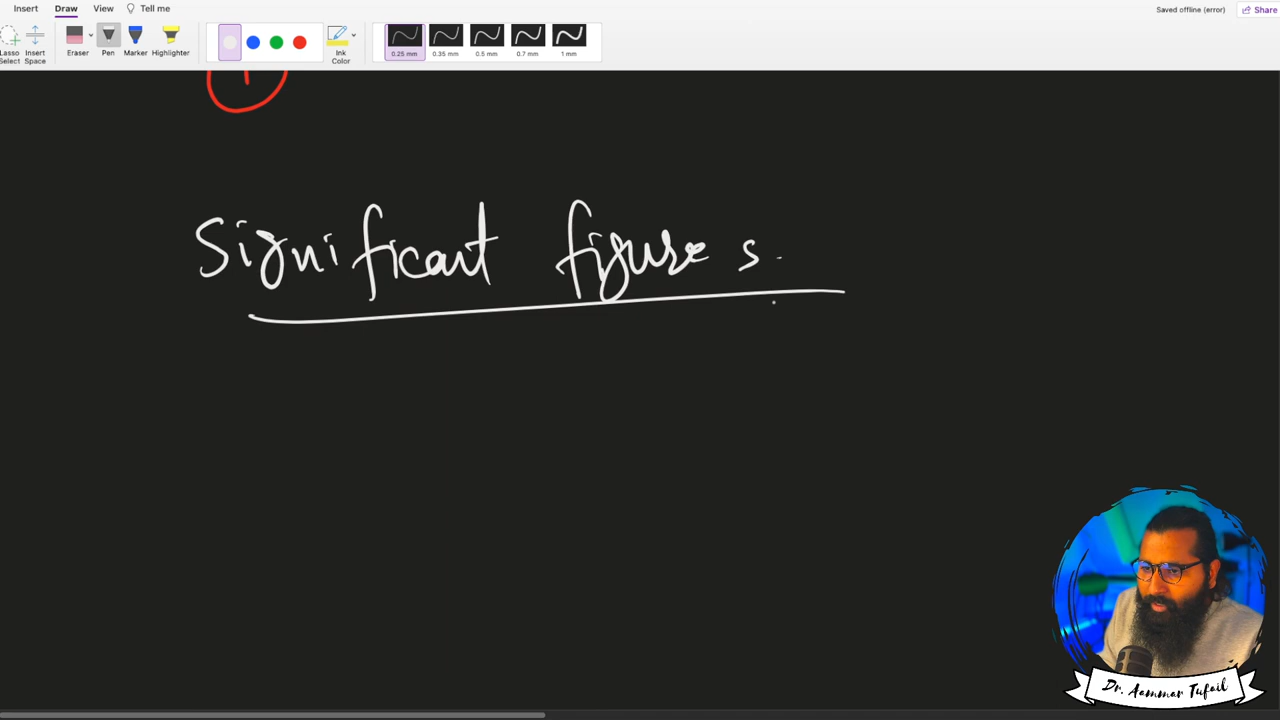 Insert Draw View Tell me Saved offline (error) Share
Lasso Select Insert Space Eraser Pen Marker Highlighter Ink Color 0.25 mm 0.35 mm 0.5 mm 0.7 mm 1 mm
Significant figures.
Dr. Aammar Tufail